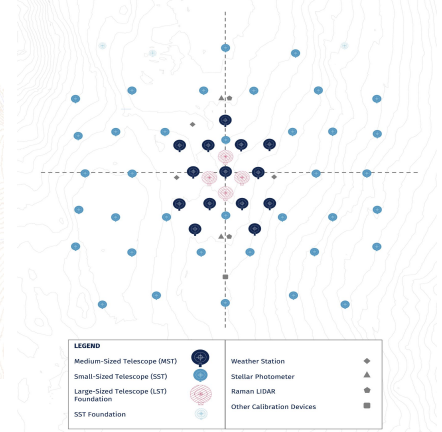 LEGEND
Medium-Sized Telescope (MST)
Small-Sized Telescope (SST)
Large-Sized Telescope (LST)
Foundation
SST Foundation
Weather Station
Stellar Photometer
Raman LIDAR
Other Calibration Devices